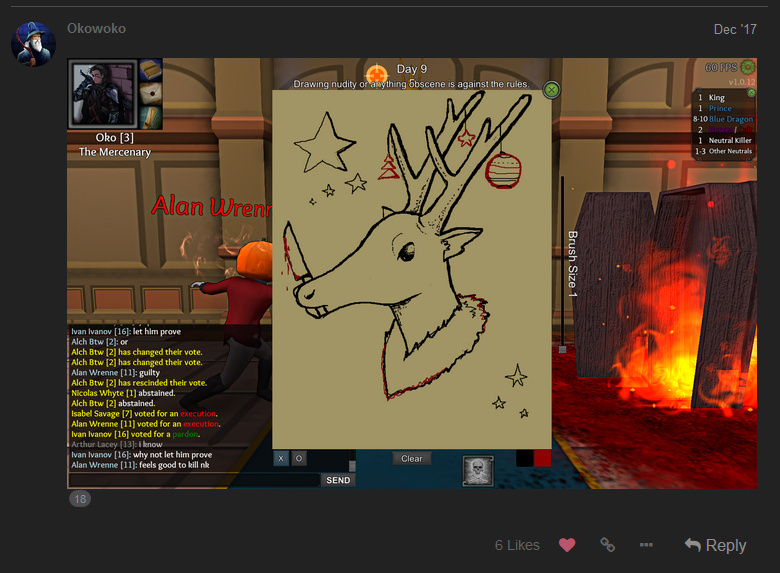 Okowoko
Dec '17
Day 9
Drawing nudity or anything obscene is against the rules.
60 FPS
v1.0.12
1 King
1 Prince
8-10 Blue Dragon
2 /
1 Neutral Killer
1-3 Other Neutrals
Oko [3]
The Mercenary
Alan Wrenn
Brush Size 1
Ivan Ivanov [16]: let him prove
Alch Btw [2]: or
Alch Btw [2] has changed their vote.
Alch Btw [2] has changed their vote.
Alan Wrenne [11]: guilty
Alch Btw [2] has rescinded their vote.
Nicolas Whyte [1] abstained.
Alch Btw [2] abstained.
Isabel Savage [7] voted for an execution.
Alan Wrenne [11] voted for an execution.
Ivan Ivanov [16] voted for a pardon.
Arthur Lacey [13]: I know
Ivan Ivanov [16]: why not let him prove
Alan Wrenne [11]: feels good to kill nk
X O
Clear
SEND
18
6 Likes
Reply